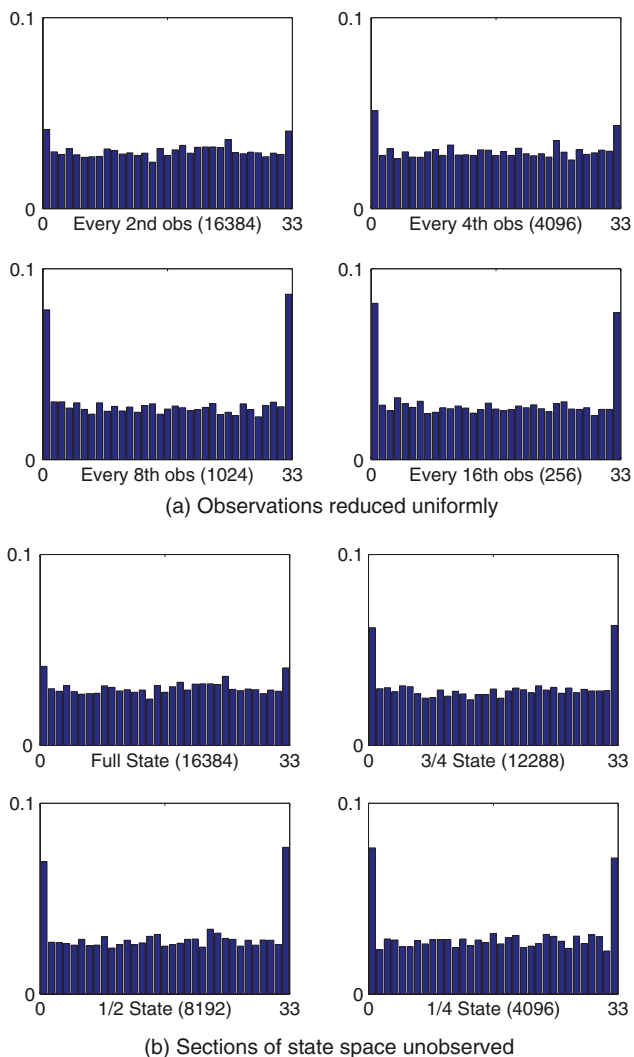 0.1 0.1
0 0
0 Every 2nd obs (16384) 33 0 Every 4th obs (4096) 33
0.1 0.1
0 0
0 Every 8th obs (1024) 33 0 Every 16th obs (256) 33
(a) Observations reduced uniformly
0.1 0.1
0 0
0 Full State (16384) 33 0 3/4 State (12288) 33
0.1 0.1
0 0
0 1/2 State (8192) 33 0 1/4 State (4096) 33
(b) Sections of state space unobserved